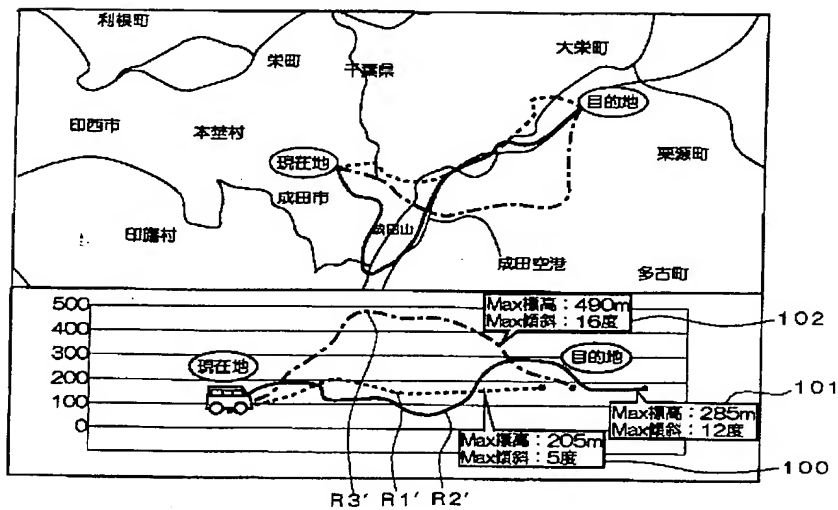 利根町
栄町
千葉県
大栄町
目的地
印西市
本埜村
現在地
栗源町
成田市
成田山
印旛村
成田空港
多古町
500
400
300
200
100
0
現在地
Max標高：490m
Max傾斜：16度
102
目的地
101
Max標高：285m
Max傾斜：12度
Max標高：205m
Max傾斜：5度
100
R3' R1' R2'